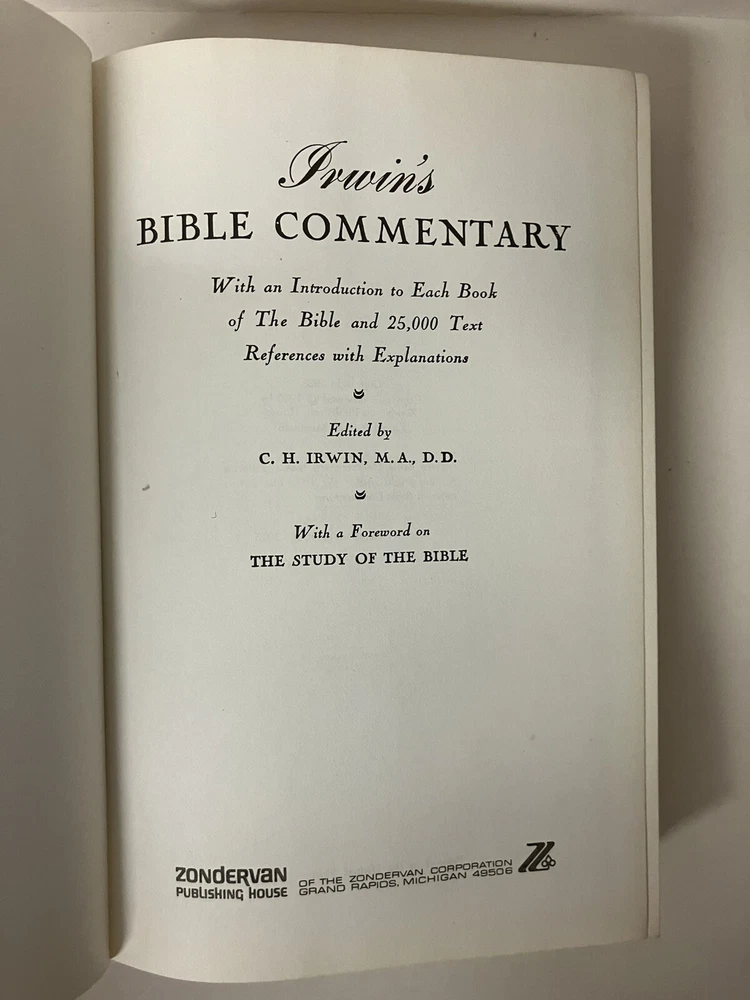 Irwin's
BIBLE COMMENTARY
With an Introduction to Each Book
of The Bible and 25,000 Text
References with Explanations
Edited by
C. H. IRWIN, M.A., D.D.
With a Foreword on
THE STUDY OF THE BIBLE
ZONDERVAN
PUBLISHING HOUSE
OF THE ZONDERVAN CORPORATION
GRAND RAPIDS, MICHIGAN 49506